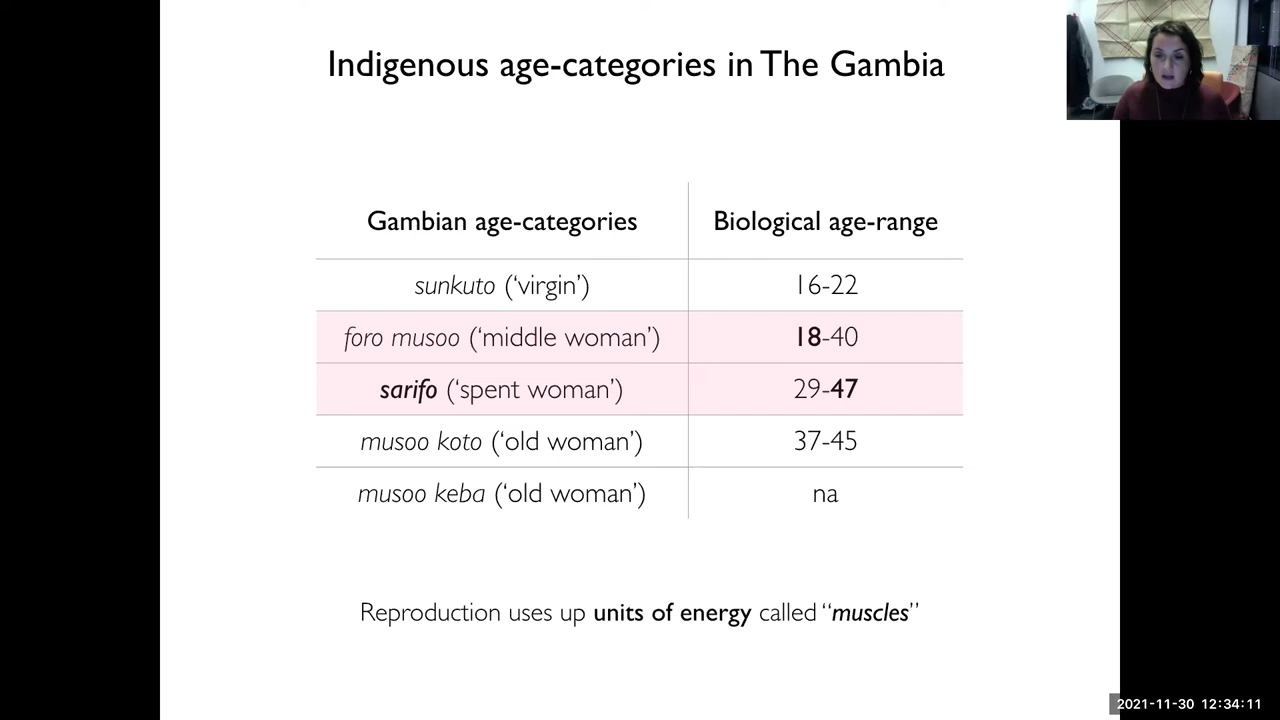 Indigenous age-categories in The Gambia
Gambian age-categories Biological age-range
sunkuto (‘virgin’) 16-22
foro musoo (‘middle woman’) 18-40
sarifo (‘spent woman’) 29-47
musoo koto (‘old woman’) 37-45
musoo keba (‘old woman’) na
Reproduction uses up units of energy called “muscles”
2021-11-30 12:34:11